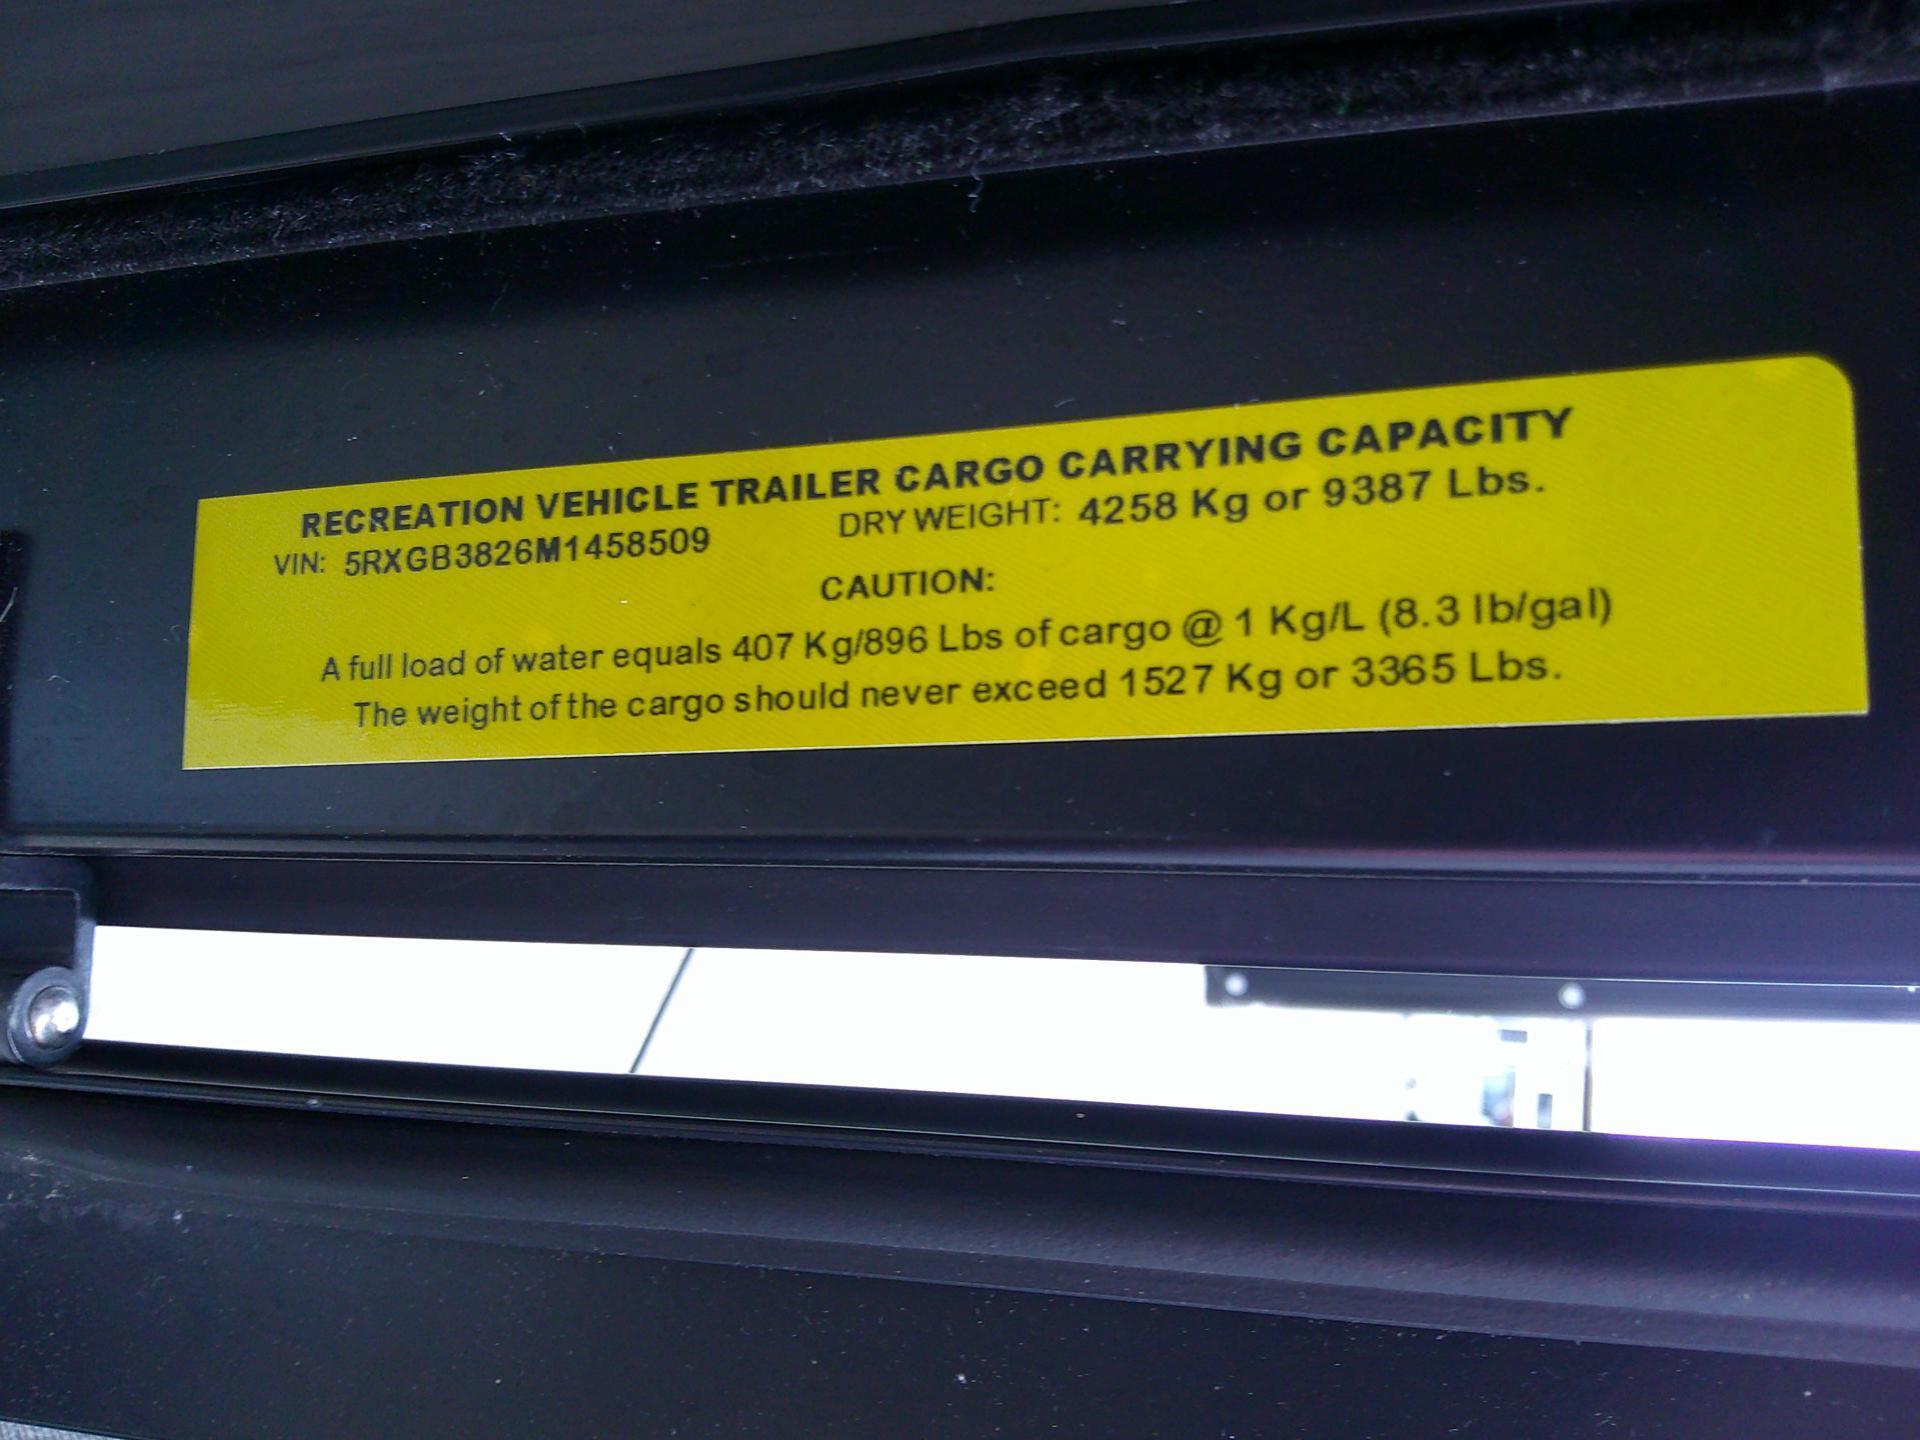 RECREATION VEHICLE TRAILER CARGO CARRYING CAPACITY
VIN: 5RXGB3826M1458509 DRY WEIGHT: 4258 Kg or 9387 Lbs.
CAUTION:
A full load of water equals 407 Kg/896 Lbs of cargo @ 1 Kg/L (8.3 lb/gal)
The weight of the cargo should never exceed 1527 Kg or 3365 Lbs.